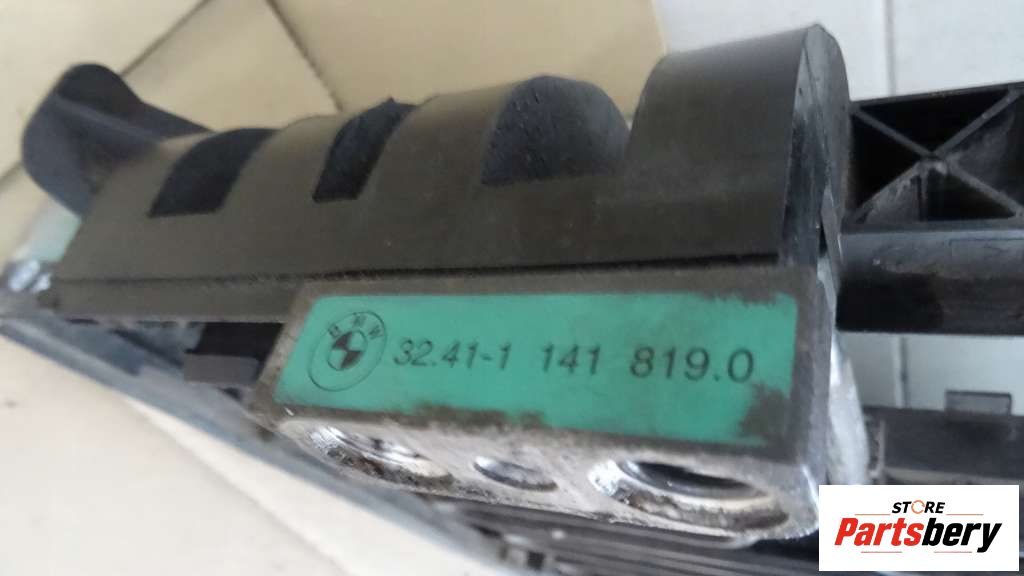 BMW 32.41-1 141 819.0
STORE
Partsbery